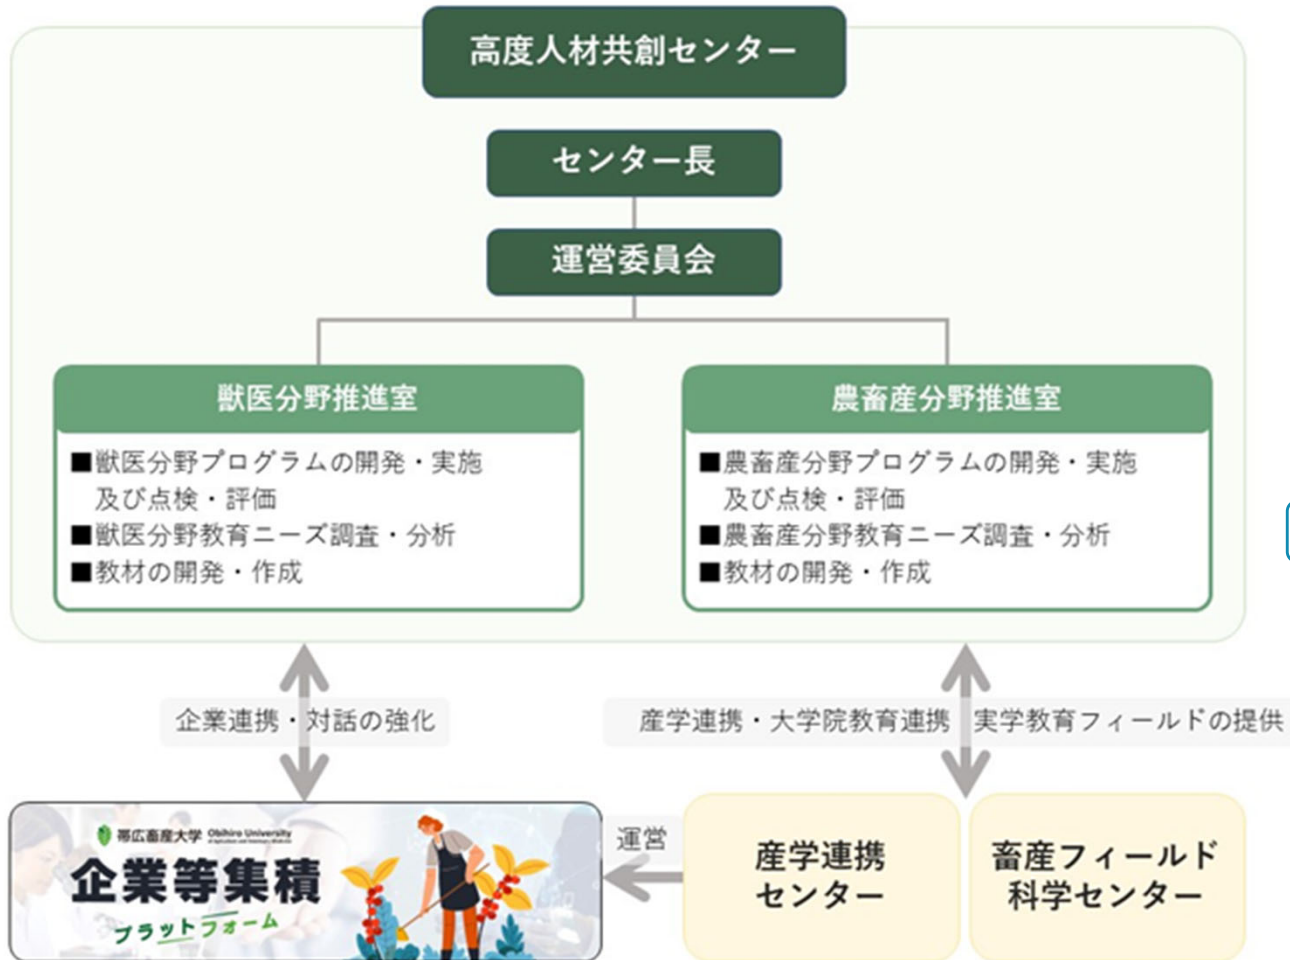 高度人材共創センター
センター長
運営委員会
獣医分野推進室
■獣医分野プログラムの開発・実施
及び点検・評価
■獣医分野教育ニーズ調査・分析
■教材の開発・作成
農畜産分野推進室
■農畜産分野プログラムの開発・実施
及び点検・評価
■農畜産分野教育ニーズ調査・分析
■教材の開発・作成
企業連携・対話の強化
産学連携・大学院教育連携
実学教育フィールドの提供
帯広畜産大学 Obihiro University
企業等集積
プラットフォーム
運営
産学連携
センター
畜産フィールド
科学センター